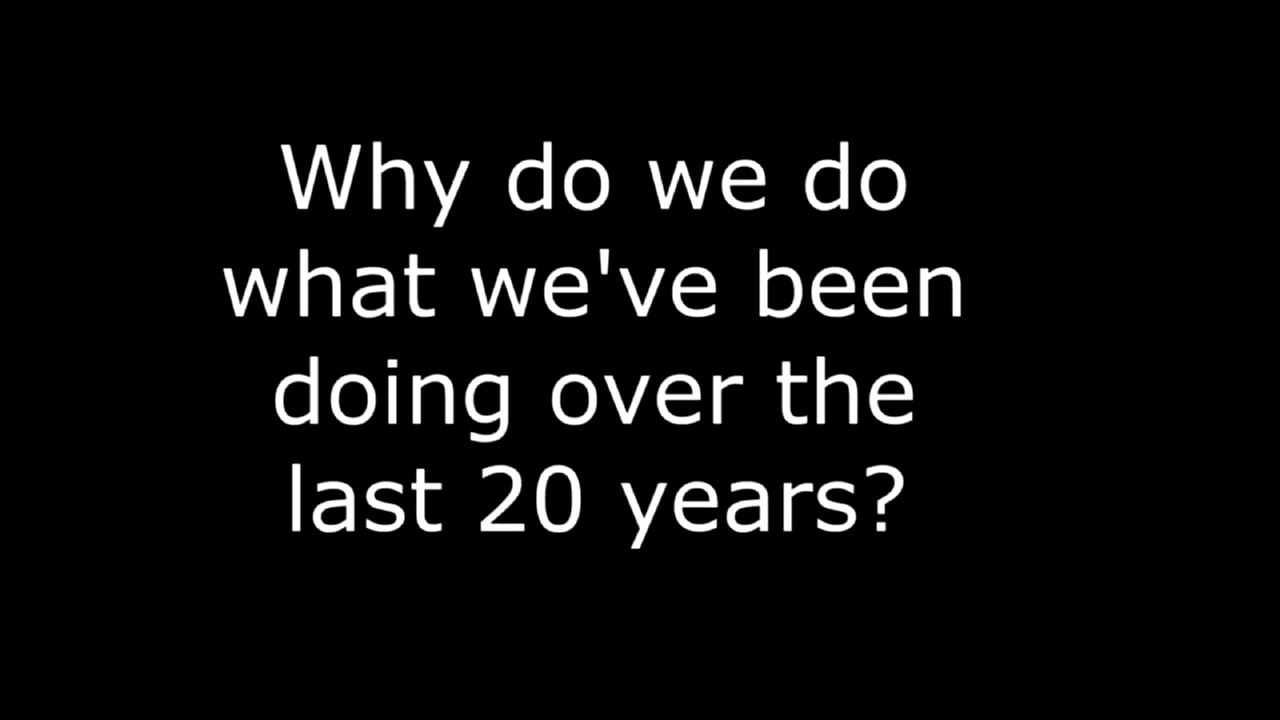 Why do we do
what we've been
doing over the
last 20 years?